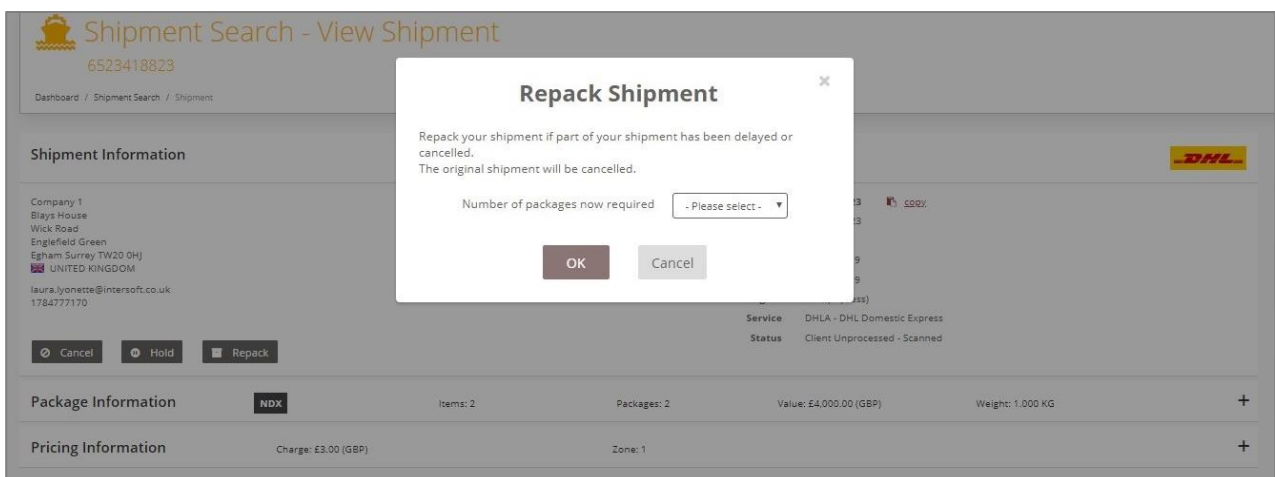 Shipment Search - View Shipment
6523418823
Dashboard / Shipment Search / Shipment
Repack Shipment
×
Repack your shipment if part of your shipment has been delayed or
cancelled.
The original shipment will be cancelled.
Number of packages now required - Please select -
OK Cancel
Shipment Information
DHL
Company 1
Blays House
Wick Road
Englefield Green
Egham Surrey TW20 0HJ
UNITED KINGDOM
laura.lyonette@intersoft.co.uk
1784777170
copy
Service DHLA - DHL Domestic Express
Status Client Unprocessed - Scanned
Cancel Hold Repack
Package Information NDX Items: 2 Packages: 2 Value: £4,000.00 (GBP) Weight: 1.000 KG +
Pricing Information Charge: £3.00 (GBP) Zone: 1 +